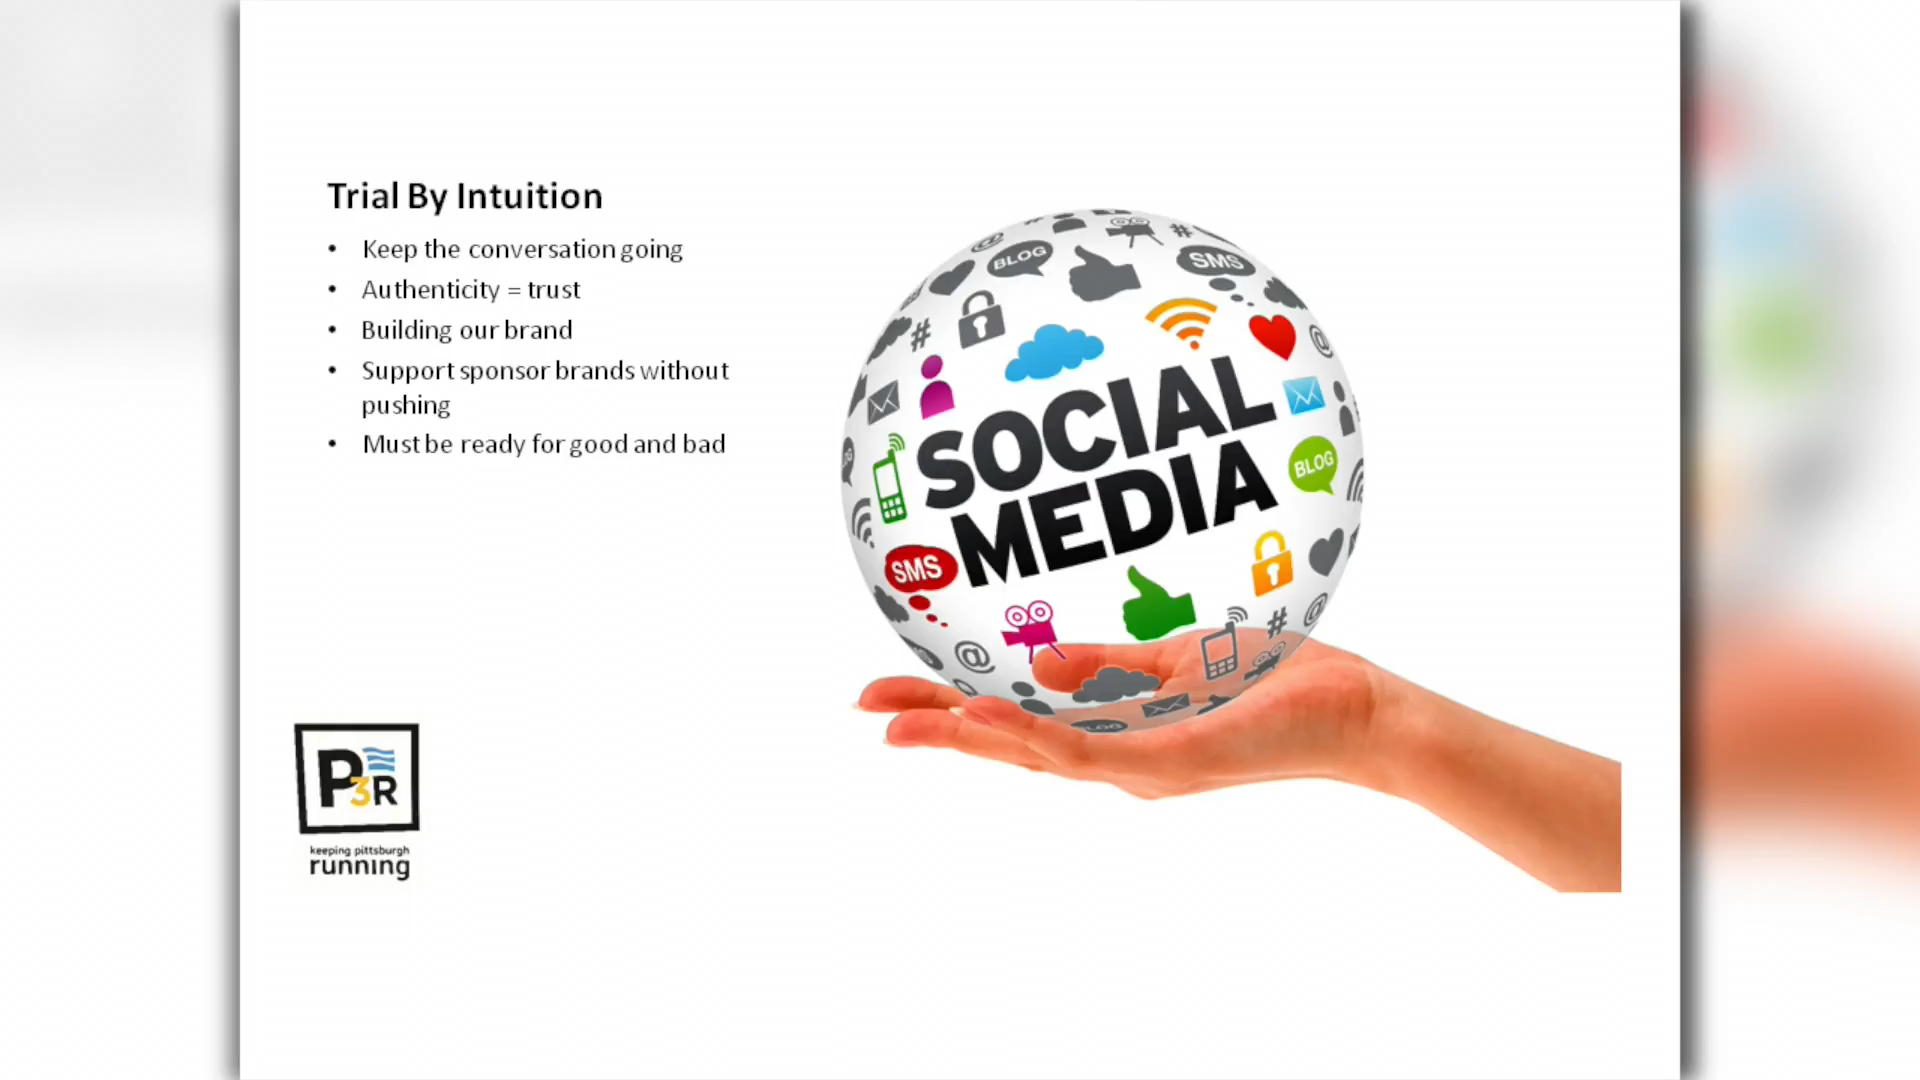 Trial By Intuition
• Keep the conversation going
• Authenticity = trust
• Building our brand
• Support sponsor brands without
pushing
• Must be ready for good and bad
BLOG
SMS
#
@
#
@
SOCIAL
MEDIA
BLOG
SMS
@
#
@
BLOG
P3R
keeping pittsburgh
running